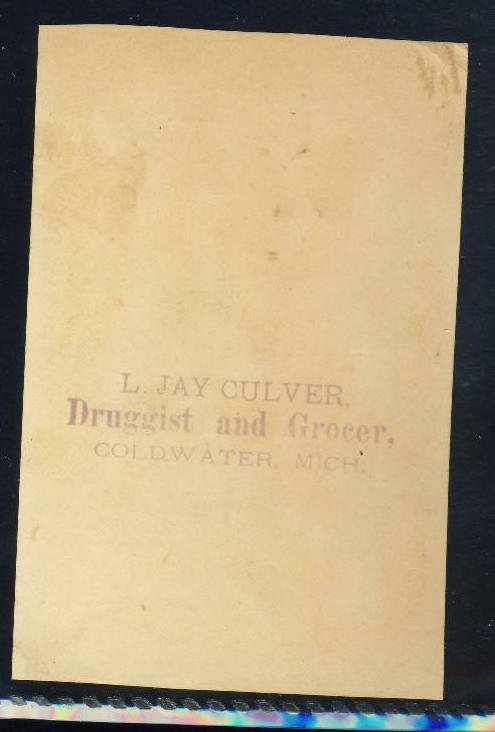 L. JAY CULVER,
Druggist and Grocer,
COLDWATER, MICH.